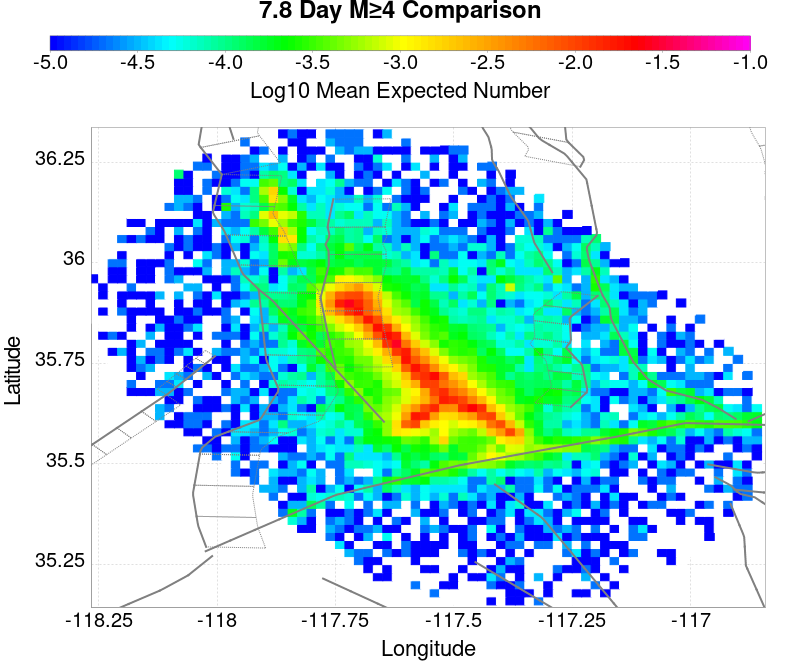 7.8 Day M≥4 Comparison
-5.0 -4.5 -4.0 -3.5 -3.0 -2.5 -2.0 -1.5 -1.0
Log10 Mean Expected Number
36.25
36
35.75
35.5
35.25
Latitude
-118.25 -118 -117.75 -117.5 -117.25 -117
Longitude